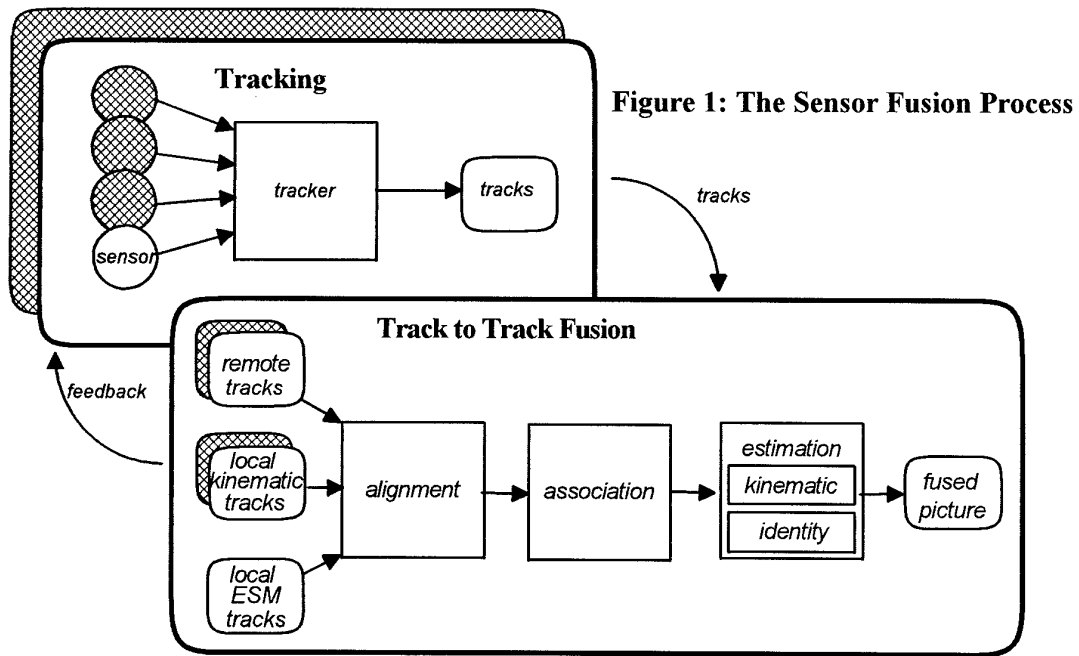 Tracking
Figure 1: The Sensor Fusion Process
tracker
tracks
tracks
sensor
Track to Track Fusion
feedback
remote
tracks
local
kinematic
tracks
local
ESM
tracks
alignment
association
estimation
kinematic
identity
fused
picture